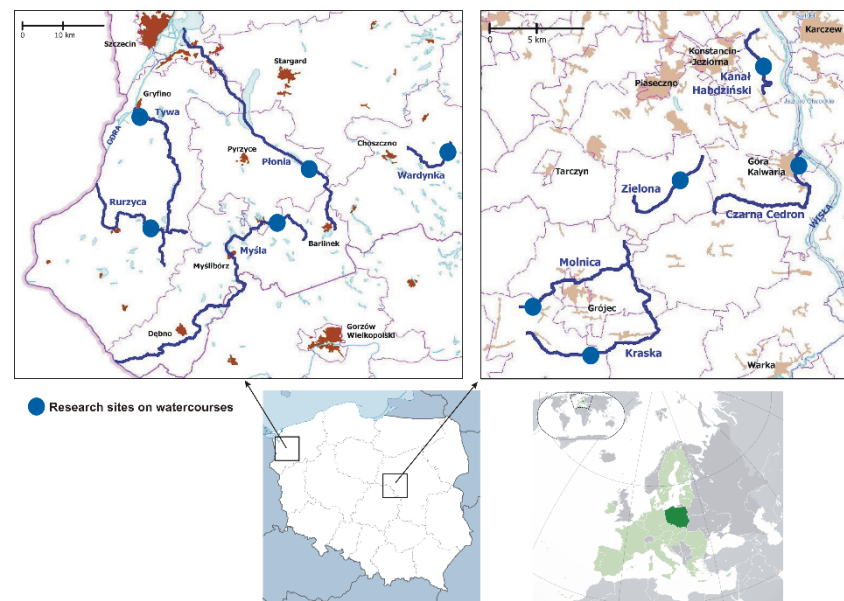 0 10 km
Szczecin
Stargard
Gryfino
Tywa
ODRA
Pyrzyce
Płonia
Choszczno
Wardynka
Rurzyca
Myśla
Barlinek
Myślibórz
Dębno
Gorzów
Wielkopolski
0 5 km
Karczew
Konstancin-
Jeziorna
Piaseczno
Kanał
Habdziński
Tarczyn
Góra
Kalwaria
Zielona
Czarna Cedron
WISŁA
Molnica
Grójec
Kraska
Warka
Research sites on watercourses